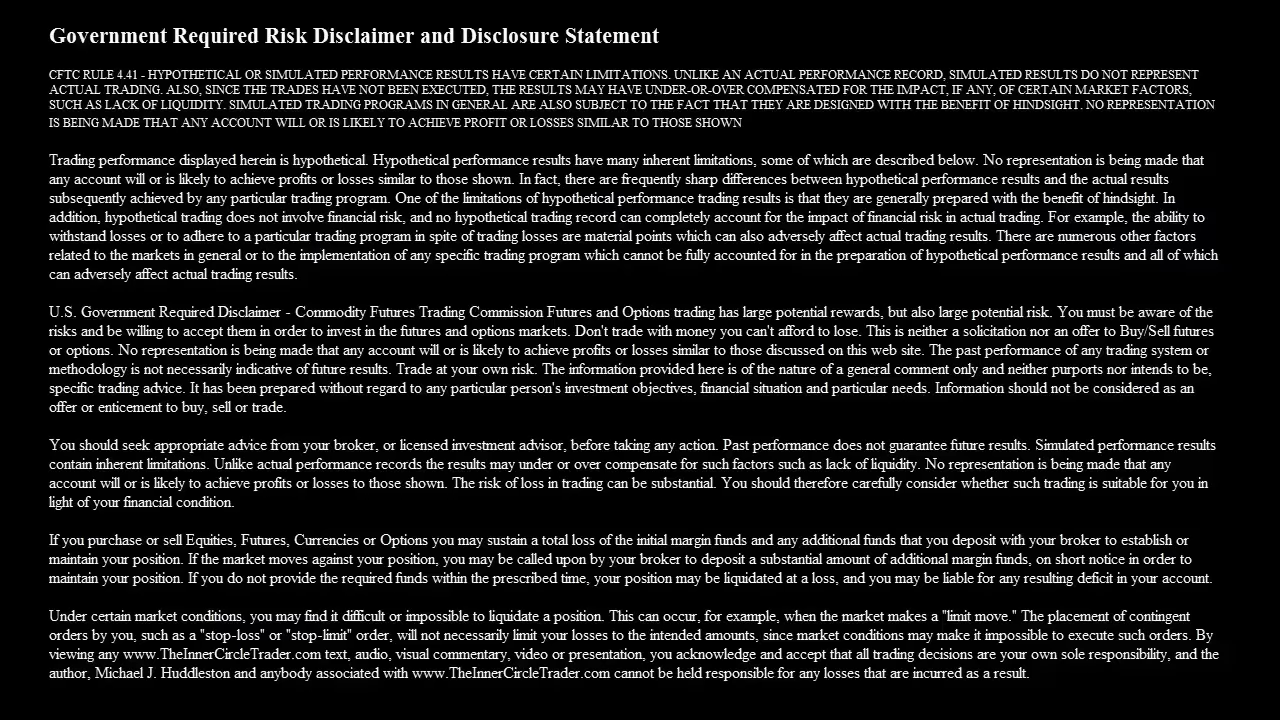 Government Required Risk Disclaimer and Disclosure Statement
CFTC RULE 4.41 - HYPOTHETICAL OR SIMULATED PERFORMANCE RESULTS HAVE CERTAIN LIMITATIONS. UNLIKE AN ACTUAL PERFORMANCE RECORD, SIMULATED RESULTS DO NOT REPRESENT
ACTUAL TRADING. ALSO, SINCE THE TRADES HAVE NOT BEEN EXECUTED, THE RESULTS MAY HAVE UNDER-OR-OVER COMPENSATED FOR THE IMPACT, IF ANY, OF CERTAIN MARKET FACTORS,
SUCH AS LACK OF LIQUIDITY. SIMULATED TRADING PROGRAMS IN GENERAL ARE ALSO SUBJECT TO THE FACT THAT THEY ARE DESIGNED WITH THE BENEFIT OF HINDSIGHT. NO REPRESENTATION
IS BEING MADE THAT ANY ACCOUNT WILL OR IS LIKELY TO ACHIEVE PROFIT OR LOSSES SIMILAR TO THOSE SHOWN
Trading performance displayed herein is hypothetical. Hypothetical performance results have many inherent limitations, some of which are described below. No representation is being made that
any account will or is likely to achieve profits or losses similar to those shown. In fact, there are frequently sharp differences between hypothetical performance results and the actual results
subsequently achieved by any particular trading program. One of the limitations of hypothetical performance trading results is that they are generally prepared with the benefit of hindsight. In
addition, hypothetical trading does not involve financial risk, and no hypothetical trading record can completely account for the impact of financial risk in actual trading. For example, the ability to
withstand losses or to adhere to a particular trading program in spite of trading losses are material points which can also adversely affect actual trading results. There are numerous other factors
related to the markets in general or to the implementation of any specific trading program which cannot be fully accounted for in the preparation of hypothetical performance results and all of which
can adversely affect actual trading results.
U.S. Government Required Disclaimer - Commodity Futures Trading Commission Futures and Options trading has large potential rewards, but also large potential risk. You must be aware of the
risks and be willing to accept them in order to invest in the futures and options markets. Don't trade with money you can't afford to lose. This is neither a solicitation nor an offer to Buy/Sell futures
or options. No representation is being made that any account will or is likely to achieve profits or losses similar to those discussed on this web site. The past performance of any trading system or
methodology is not necessarily indicative of future results. Trade at your own risk. The information provided here is of the nature of a general comment only and neither purports nor intends to be,
specific trading advice. It has been prepared without regard to any particular person's investment objectives, financial situation and particular needs. Information should not be considered as an
offer or enticement to buy, sell or trade.
You should seek appropriate advice from your broker, or licensed investment advisor, before taking any action. Past performance does not guarantee future results. Simulated performance results
contain inherent limitations. Unlike actual performance records the results may under or over compensate for such factors such as lack of liquidity. No representation is being made that any
account will or is likely to achieve profits or losses to those shown. The risk of loss in trading can be substantial. You should therefore carefully consider whether such trading is suitable for you in
light of your financial condition.
If you purchase or sell Equities, Futures, Currencies or Options you may sustain a total loss of the initial margin funds and any additional funds that you deposit with your broker to establish or
maintain your position. If the market moves against your position, you may be called upon by your broker to deposit a substantial amount of additional margin funds, on short notice in order to
maintain your position. If you do not provide the required funds within the prescribed time, your position may be liquidated at a loss, and you may be liable for any resulting deficit in your account.
Under certain market conditions, you may find it difficult or impossible to liquidate a position. This can occur, for example, when the market makes a "limit move." The placement of contingent
orders by you, such as a "stop-loss" or "stop-limit" order, will not necessarily limit your losses to the intended amounts, since market conditions may make it impossible to execute such orders. By
viewing any www.TheInnerCircleTrader.com text, audio, visual commentary, video or presentation, you acknowledge and accept that all trading decisions are your own sole responsibility, and the
author, Michael J. Huddleston and anybody associated with www.TheInnerCircleTrader.com cannot be held responsible for any losses that are incurred as a result.